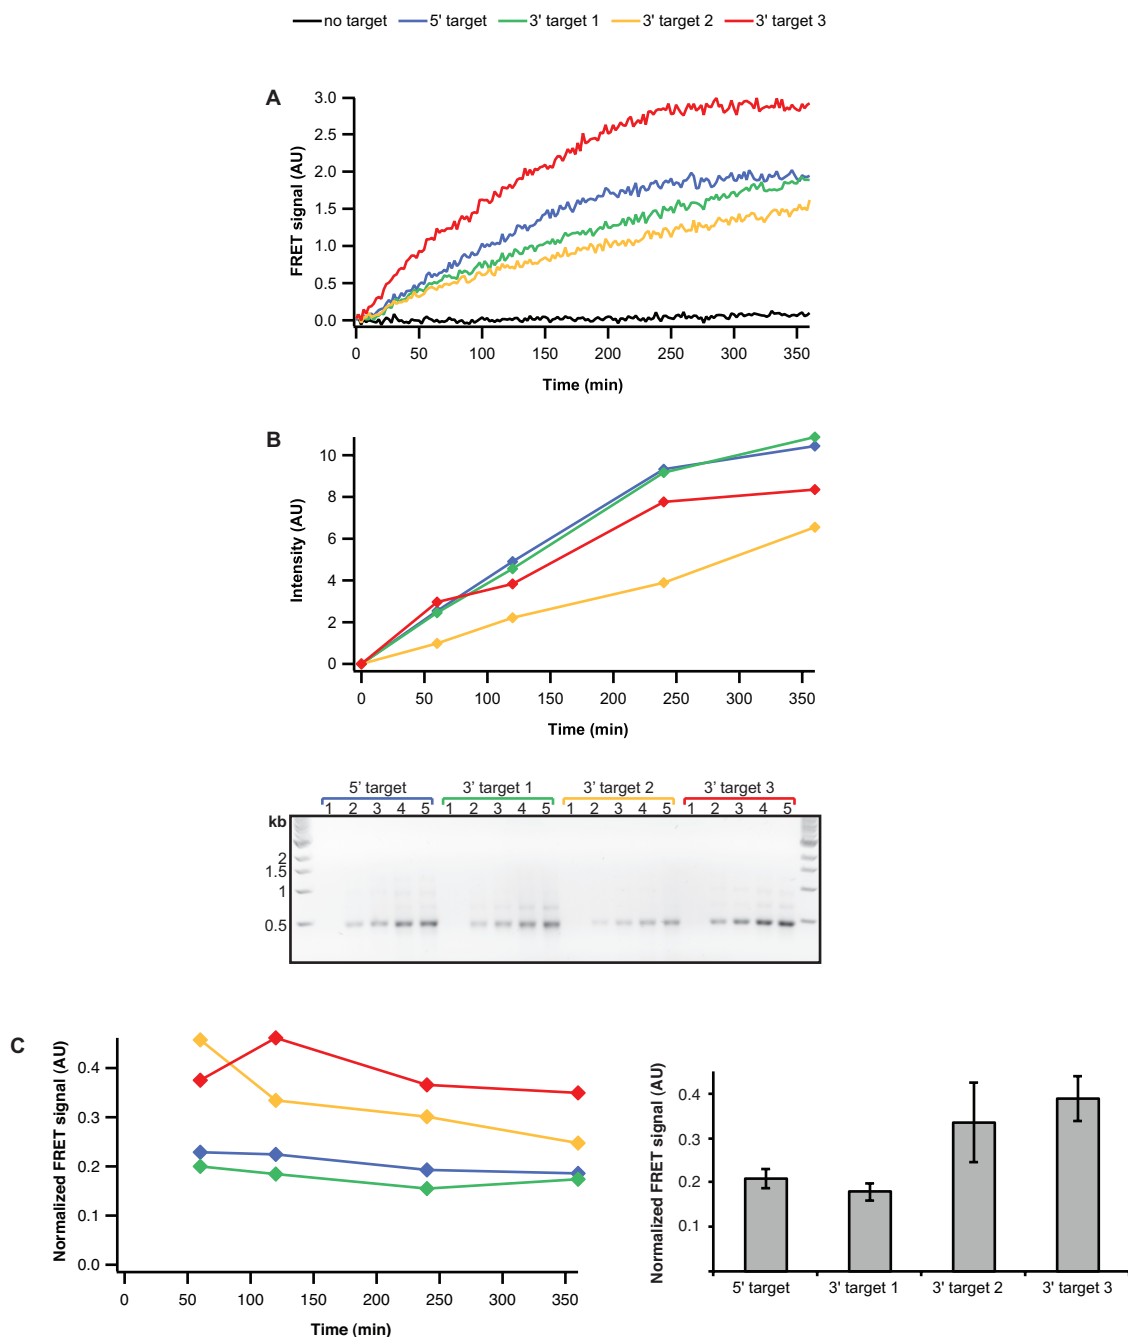 no target 5' target 3' target 1 3' target 2 3' target 3
A
FRET signal (AU)
3.0
2.5
2.0
1.5
1.0
0.5
0.0
0 50 100 150 200 250 300 350
Time (min)
B
Intensity (AU)
10
8
6
4
2
0
0 50 100 150 200 250 300 350
Time (min)
5’ target 3’ target 1 3’ target 2 3’ target 3
1 2 3 4 5 1 2 3 4 5 1 2 3 4 5 1 2 3 4 5
kb
2
1.5
1
0.5
C
Normalized FRET signal (AU)
0.4
0.3
0.2
0.1
0.0
0 50 100 150 200 250 300 350
Time (min)
Normalized FRET signal (AU)
0.4
0.3
0.2
0.1
5' target 3' target 1 3' target 2 3' target 3